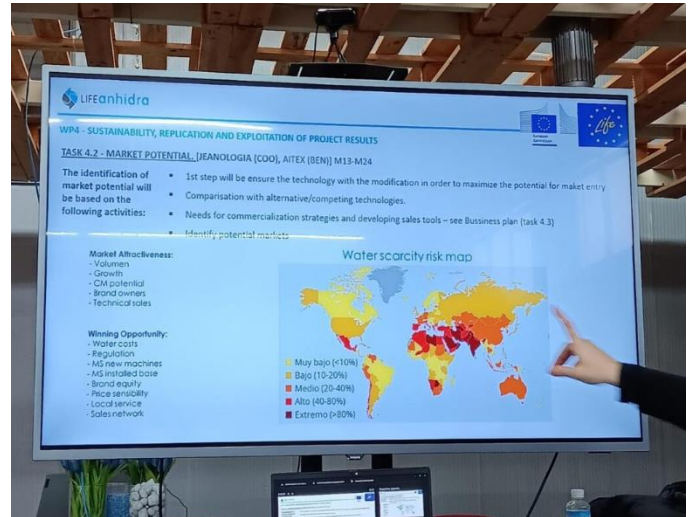 LIFEanhidra
European
Commission
Life
WP4 - SUSTAINABILITY, REPLICATION AND EXPLOITATION OF PROJECT RESULTS
TASK 4.2 - MARKET POTENTIAL, [JEANOLOGIA (COO), AITEX (BEN)] M13-M24
The identification of
market potential will
be based on the
following activities:
1st step will be ensure the technology with the modification in order to maximize the potential for maket entry
Comparisation with alternative/competing technologies.
Needs for commercialization strategies and developing sales tools – see Bussiness plan (task 4.3)
Identify potential markets
Market Attractiveness:
- Volumen
- Growth
- CM potential
- Brand owners
- Technical sales
Winning Opportunity:
- Water costs
- Regulation
- MS new machines
- MS installed base
- Brand equity
- Price sensibility
- Local service
- Sales network
Water scarcity risk map
Muy bajo (<10%)
Bajo (10-20%)
Medio (20-40%)
Alto (40-80%)
Extremo (>80%)